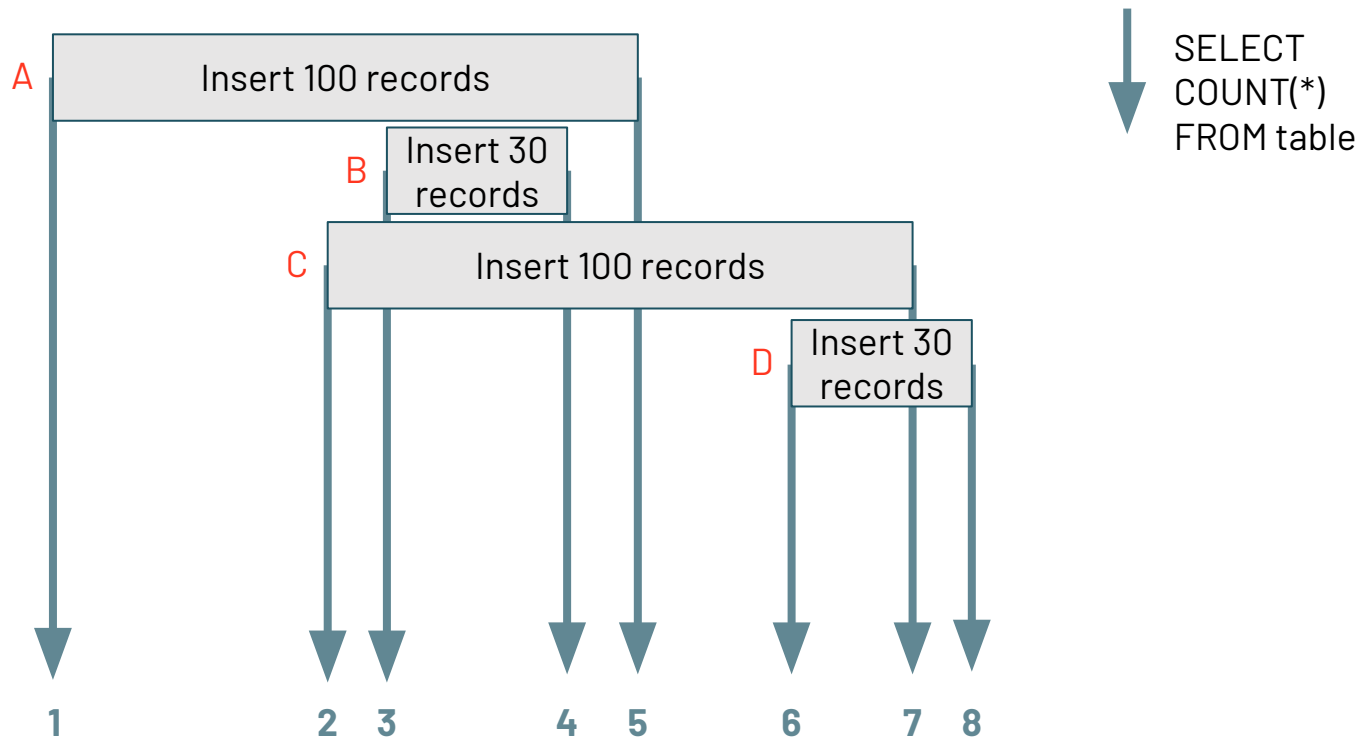 A
Insert 100 records
B
Insert 30
records
C
Insert 100 records
D
Insert 30
records
SELECT
COUNT(*)
FROM table
1
2
3
4
5
6
7
8